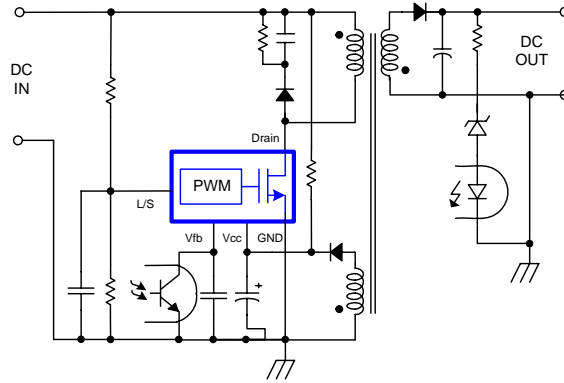 DC
IN
DC
OUT
Drain
PWM
L/S
Vfb
Vcc
GND
+